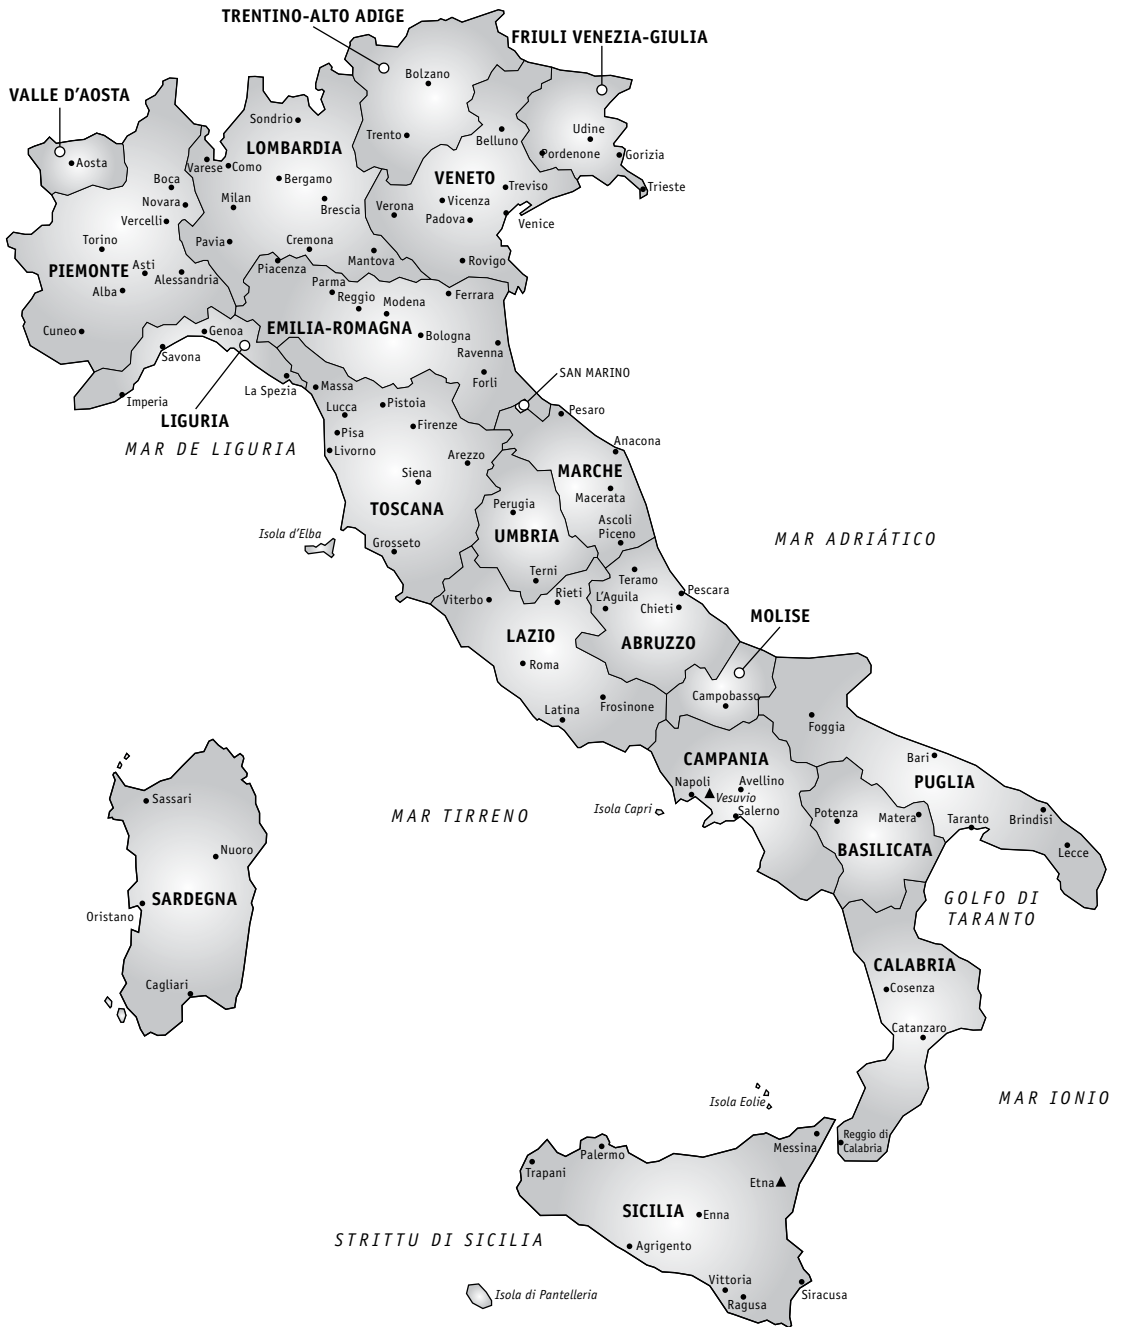 TRENTINO-ALTO ADIGE
FRIULI VENEZIA-GIULIA
VALLE D'AOSTA
Bolzano
Sondrio
Trento
Udine
Belluno
Pordenone
Gorizia
LOMBARDIA
Aosta
Varese
Como
Bergamo
VENETO
Treviso
Trieste
Boca
Novara
Milan
Brescia
Verona
Vicenza
Padova
Venice
Vercelli
Torino
Pavia
Cremona
Mantova
Rovigo
PIEMONTE
Asti
Alessandria
Alba
Piacenza
Parma
Reggio
Modena
Ferrara
Cuneo
Genoa
EMILIA-ROMAGNA
Bologna
Ravenna
Savona
Forli
SAN MARINO
La Spezia
Massa
Imperia
LIGURIA
Lucca
Pistoia
Pesaro
Pisa
Firenze
MAR DE LIGURIA
Livorno
Arezzo
Anacona
Siena
MARCHE
Macerata
TOSCANA
Perugia
Ascoli
Piceno
UMBRIA
Isola d'Elba
Grosseto
MAR ADRIÁTICO
Terni
Teramo
Viterbo
Rieti
L'Aguila
Pescara
Chieti
MOLISE
LAZIO
ABRUZZO
Roma
Campobasso
Latina
Frosinone
Foggia
CAMPANIA
Bari
Napoli
Avellino
PUGLIA
Vesuvio
Sassari
Isola Capri
Salerno
MAR TIRRENO
Potenza
Matera
Taranto
Brindisi
Nuoro
BASILICATA
Lecce
SARDEGNA
Oristano
GOLFO DI
TARANTO
CALABRIA
Cagliari
Cosenza
Catanzaro
Isola Eolie
MAR IONIO
Reggio di
Calabria
Messina
Palermo
Trapani
Etna
SICILIA
Enna
STRITTU DI SICILIA
Agrigento
Vittoria
Isola di Pantelleria
Ragusa
Siracusa